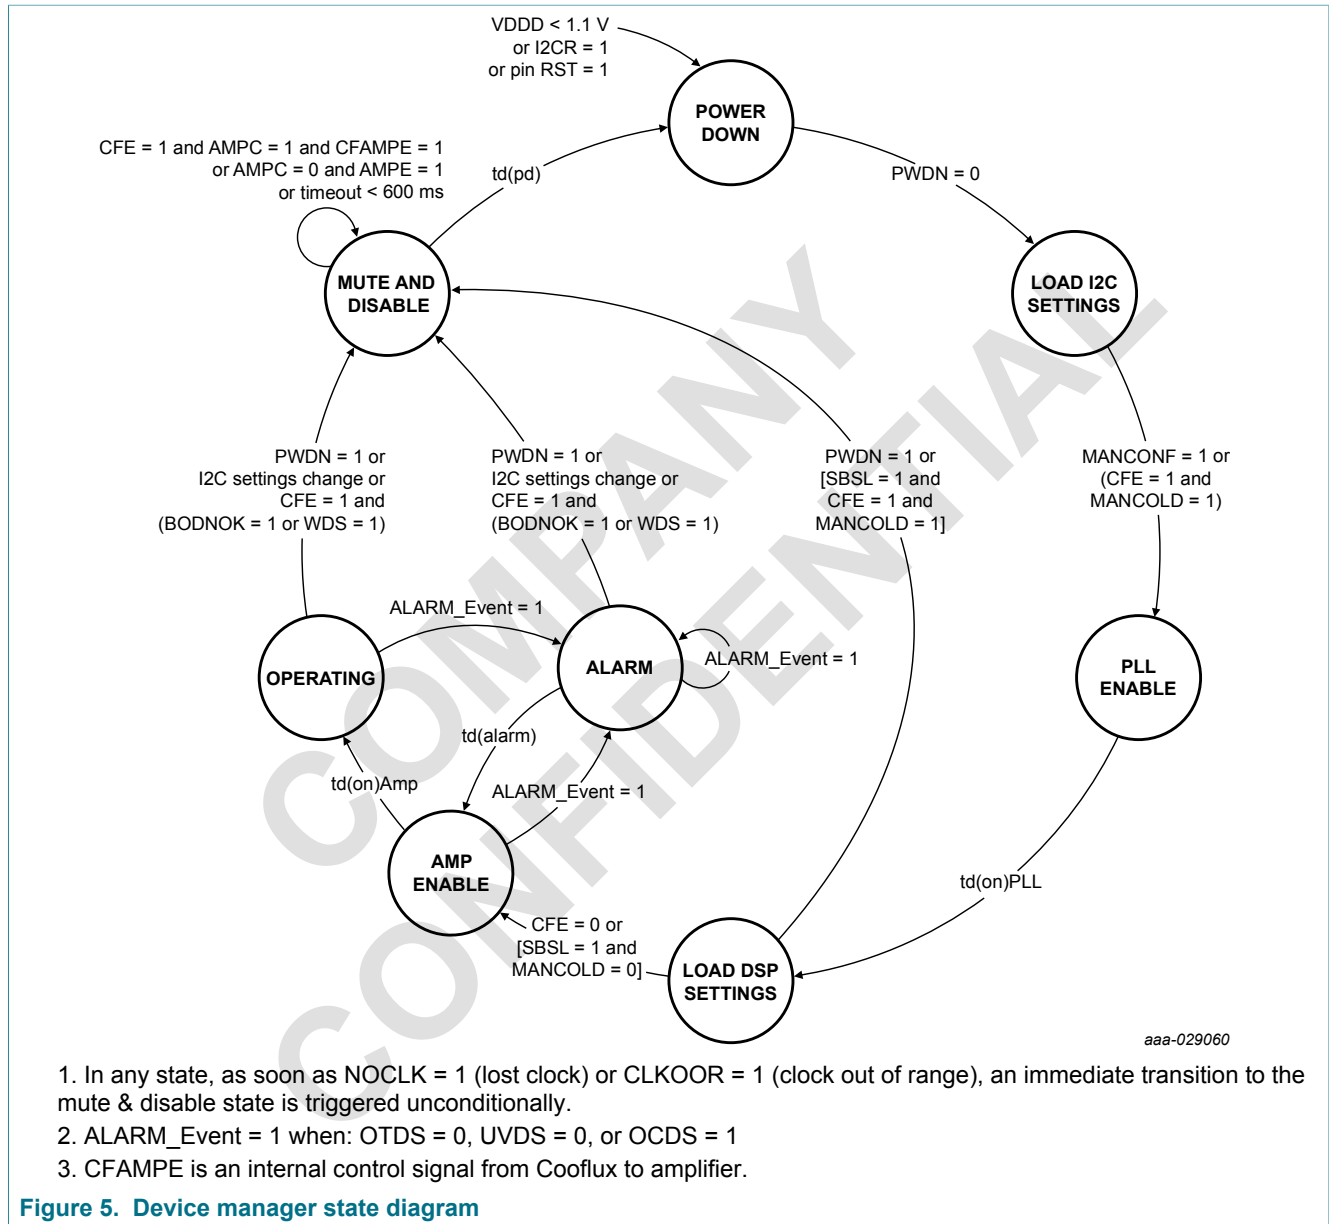 VDDD < 1.1 V
or I2CR = 1
or pin RST = 1
POWER
DOWN
CFE = 1 and AMPC = 1 and CFAMPE = 1
or AMPC = 0 and AMPE = 1
or timeout < 600 ms
td(pd)
PWDN = 0
MUTE AND
DISABLE
LOAD I2C
SETTINGS
PWDN = 1 or
I2C settings change or
CFE = 1 and
(BODNOK = 1 or WDS = 1)
PWDN = 1 or
I2C settings change or
CFE = 1 and
(BODNOK = 1 or WDS = 1)
PWDN = 1 or
[SBSL = 1 and
CFE = 1 and
MANCOLD = 1]
MANCONF = 1 or
(CFE = 1 and
MANCOLD = 1)
ALARM_Event = 1
OPERATING
ALARM
ALARM_Event = 1
PLL
ENABLE
td(alarm)
td(on)Amp
ALARM_Event = 1
AMP
ENABLE
td(on)PLL
CFE = 0 or
[SBSL = 1 and
MANCOLD = 0]
LOAD DSP
SETTINGS
COMPANY
CONFIDENTIAL
aaa-029060
1. In any state, as soon as NOCLK = 1 (lost clock) or CLKOOR = 1 (clock out of range), an immediate transition to the
mute & disable state is triggered unconditionally.
2. ALARM_Event = 1 when: OTDS = 0, UVDS = 0, or OCDS = 1
3. CFAMPE is an internal control signal from Cooflux to amplifier.
Figure 5. Device manager state diagram